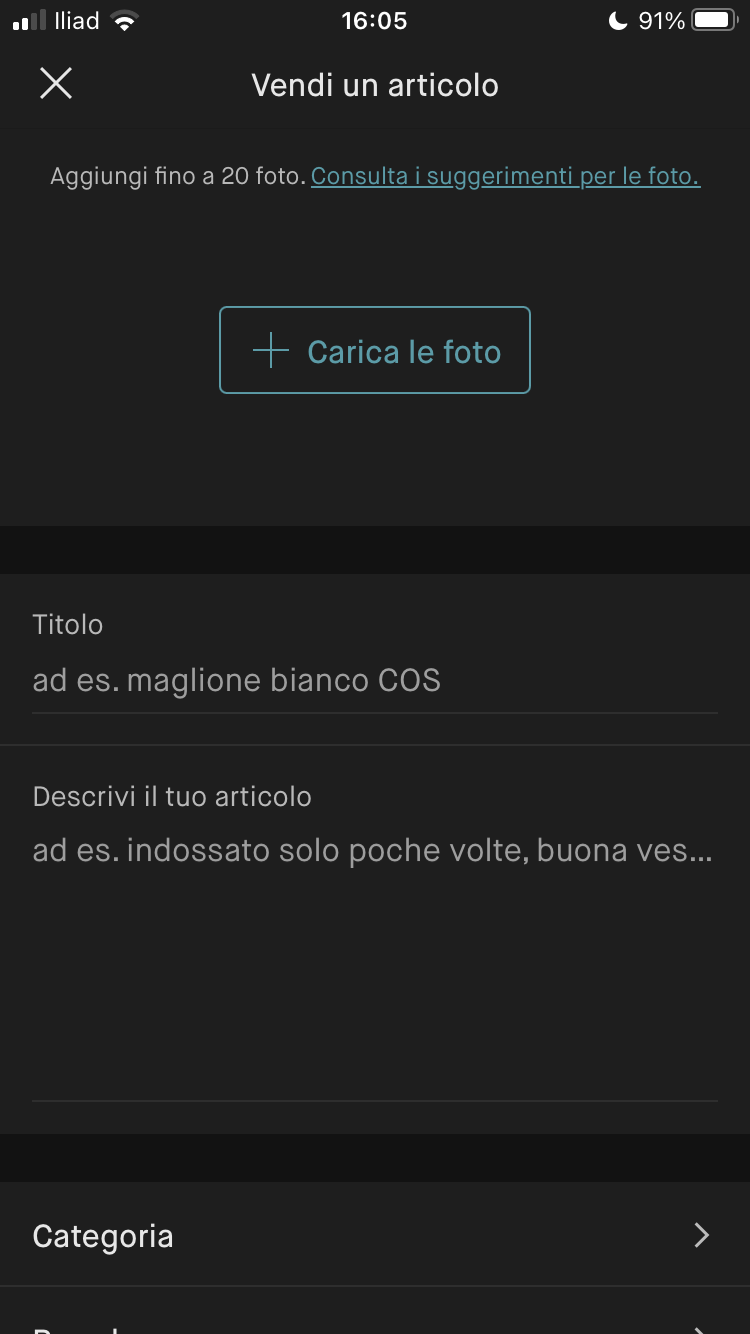 Iliad 16:05 91%
Vendi un articolo
Aggiungi fino a 20 foto. Consulta i suggerimenti per le foto.
Carica le foto
Titolo
ad es. maglione bianco COS
Descrivi il tuo articolo
ad es. indossato solo poche volte, buona ves...
Categoria